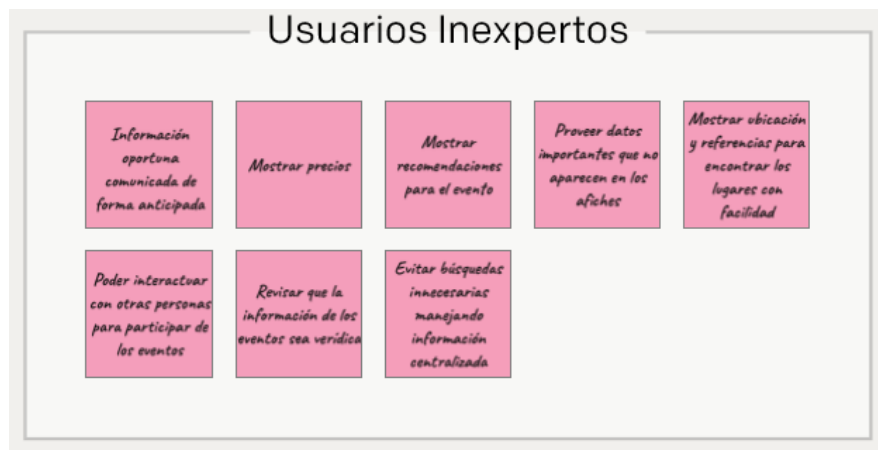 Usuarios Inexpertos
Información
oportuna
comunicada de
forma anticipada
Mostrar precios
Mostrar
recomendaciones
para el evento
Proveer datos
importantes que no
aparecen en los
afiches
Mostrar ubicación
y referencias para
encontrar los
lugares con
facilidad
Poder interactuar
con otras personas
para participar de
los eventos
Revisar que la
información de los
eventos sea verídica
Evitar búsquedas
innecesarias
manejando
información
centralizada